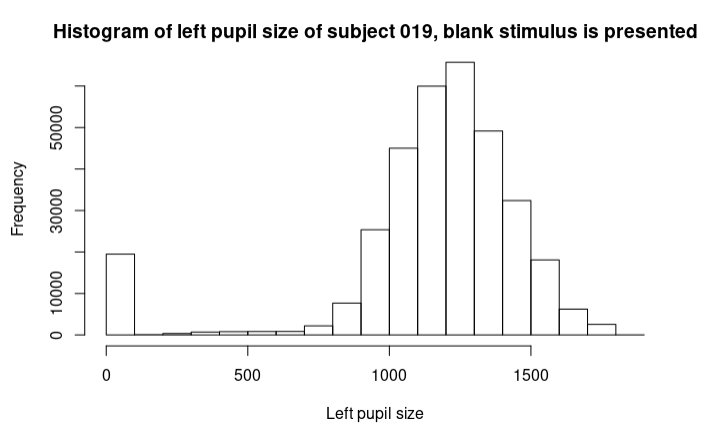 Histogram of left pupil size of subject 019, blank stimulus is presented
Frequency
50000
30000
10000
0
0 500 1000 1500
Left pupil size